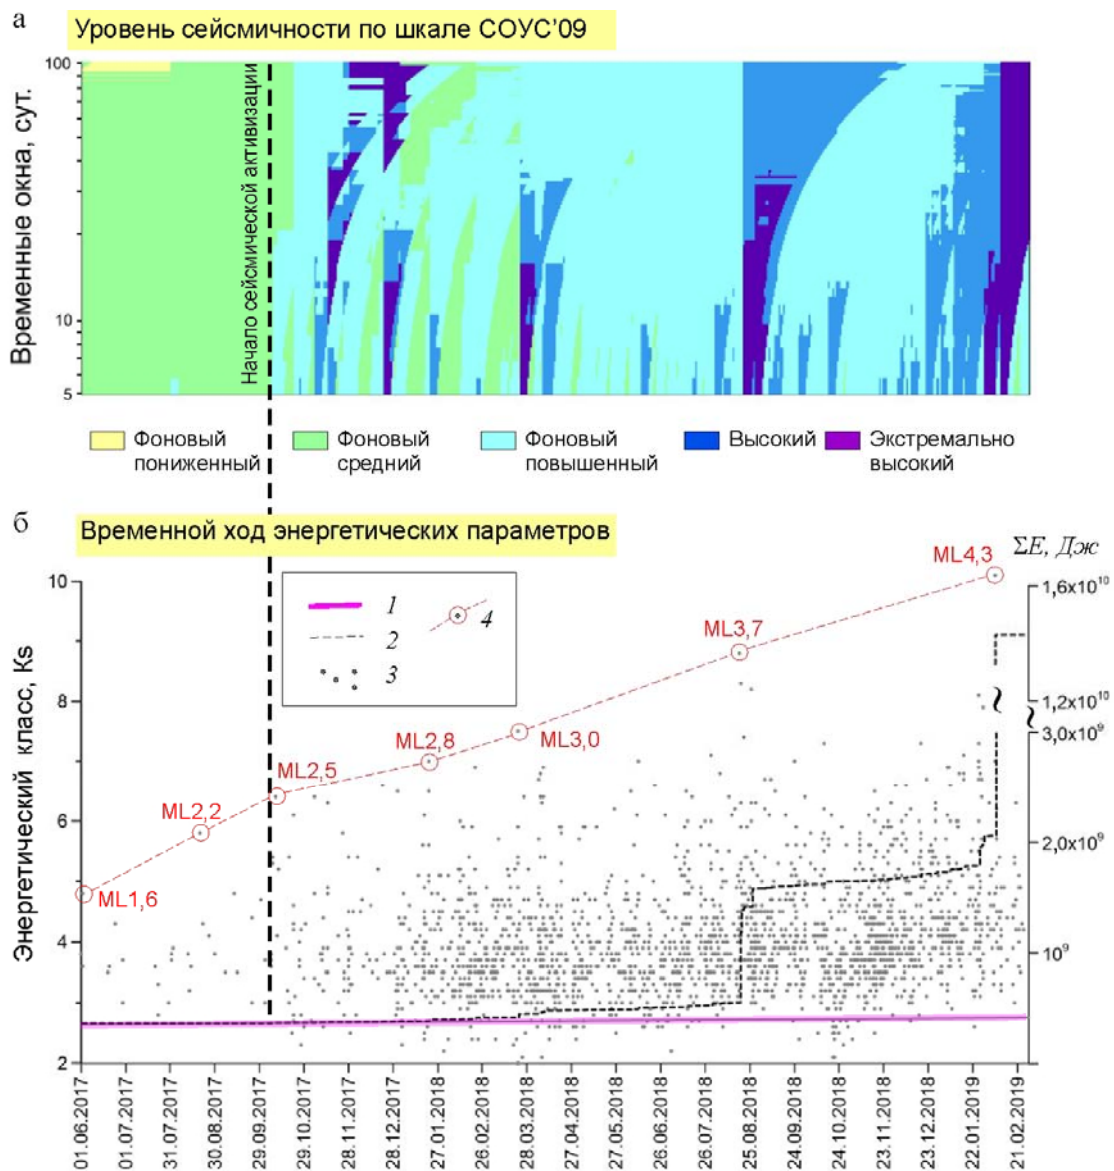 а
Уровень сейсмичности по шкале СОУС'09
Временные окна, сут.
100
10
5
Начало сейсмической активизации
Фоновый пониженный
Фоновый средний
Фоновый повышенный
Высокий
Экстремально высокий
б
Временной ход энергетических параметров
ΣE, Дж
Энергетический класс, Ks
10
8
6
4
2
1
2
3
4
ML1,6
ML2,2
ML2,5
ML2,8
ML3,0
ML3,7
ML4,3
1,6x10¹⁰
1,2x10¹⁰
3,0x10⁹
2,0x10⁹
10⁹
01.06.2017
01.07.2017
31.07.2017
30.08.2017
29.09.2017
29.10.2017
28.11.2017
28.12.2017
27.01.2018
26.02.2018
28.03.2018
27.04.2018
27.05.2018
26.06.2018
26.07.2018
25.08.2018
24.09.2018
24.10.2018
23.11.2018
23.12.2018
22.01.2019
21.02.2019